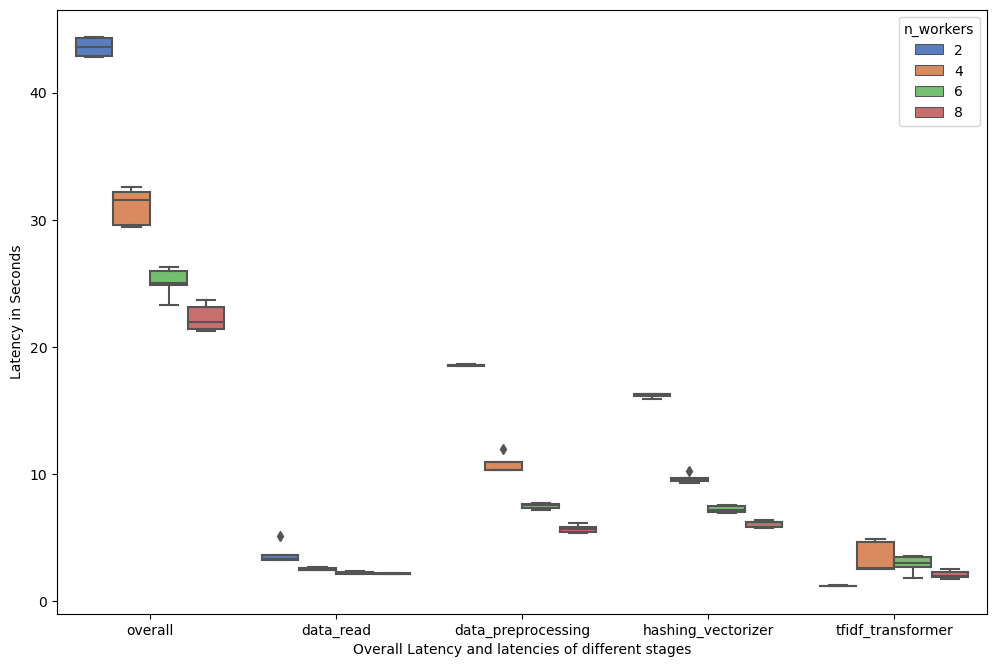 n_workers
2
4
6
8
Latency in Seconds
40
30
20
10
0
overall data_read data_preprocessing hashing_vectorizer tfidf_transformer
Overall Latency and latencies of different stages